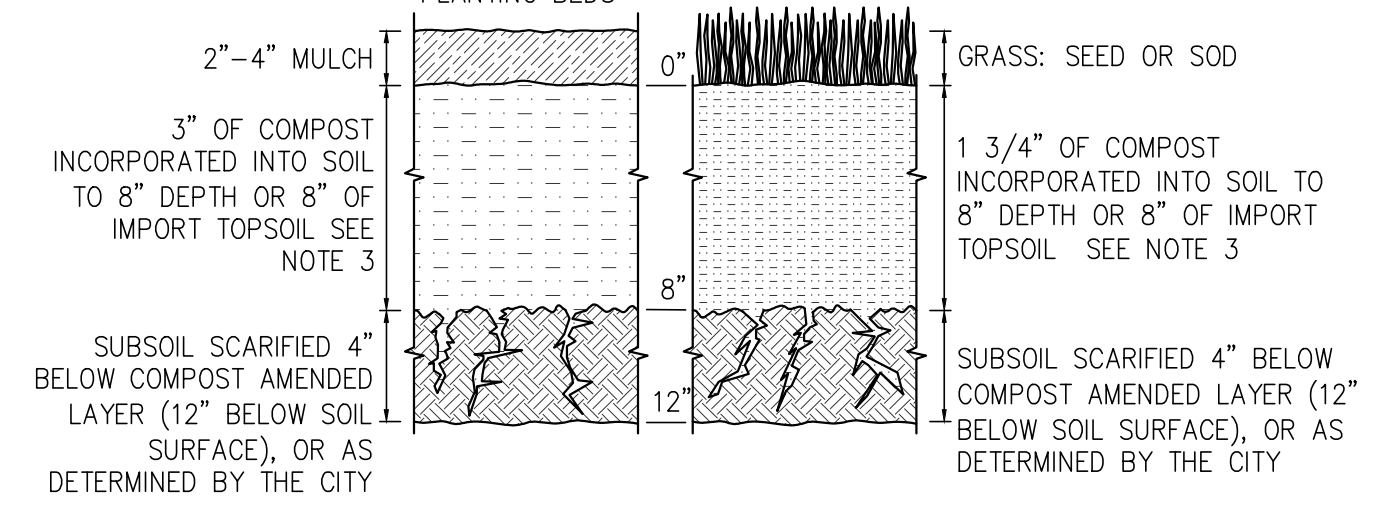 PLANTING BEDS
2”-4” MULCH
3” OF COMPOST
INCORPORATED INTO SOIL
TO 8” DEPTH OR 8” OF
IMPORT TOPSOIL SEE
NOTE 3
SUBSOIL SCARIFIED 4”
BELOW COMPOST AMENDED
LAYER (12” BELOW SOIL
SURFACE), OR AS
DETERMINED BY THE CITY
0”
8”
12”
GRASS: SEED OR SOD
1 3/4” OF COMPOST
INCORPORATED INTO SOIL TO
8” DEPTH OR 8” OF IMPORT
TOPSOIL SEE NOTE 3
SUBSOIL SCARIFIED 4” BELOW
COMPOST AMENDED LAYER (12”
BELOW SOIL SURFACE), OR AS
DETERMINED BY THE CITY